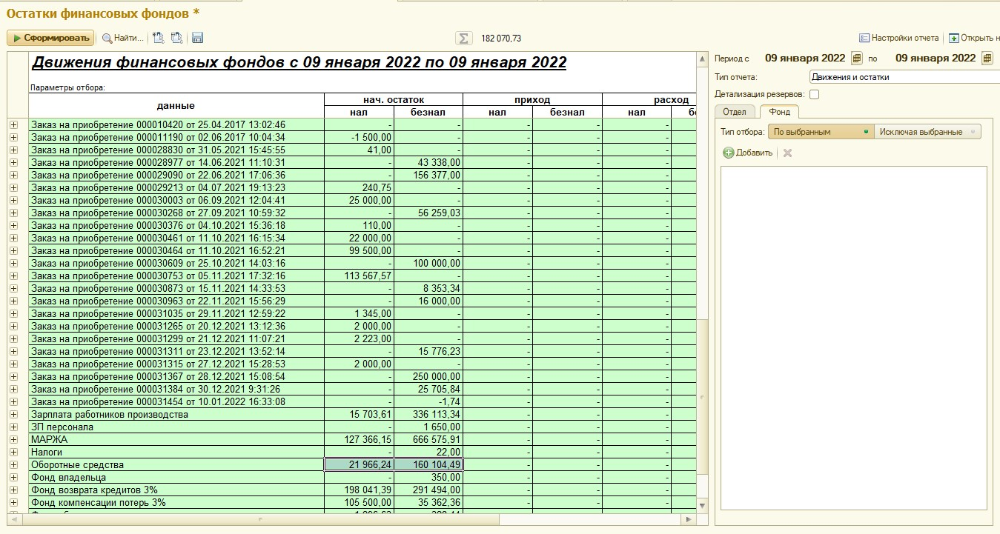 Остатки финансовых фондов *
Сформировать Найти... Σ 182 070,73 Настройки отчета Открыть н
Движения финансовых фондов с 09 января 2022 по 09 января 2022
Параметры отбора:
данные нач. остаток приход расход
нал безнал нал безнал нал б
Заказ на приобретение 000010420 от 25.04.2017 13:02:46 - - - - -
Заказ на приобретение 000011190 от 02.06.2017 10:04:34 -1 500,00 - - - -
Заказ на приобретение 000028830 от 31.05.2021 15:45:55 41,00 - - - -
Заказ на приобретение 000028977 от 14.06.2021 11:10:31 - 43 338,00 - - -
Заказ на приобретение 000029090 от 22.06.2021 17:06:36 - 156 377,00 - - -
Заказ на приобретение 000029213 от 04.07.2021 19:13:23 240,75 - - - -
Заказ на приобретение 000030003 от 06.09.2021 12:04:41 25 000,00 - - - -
Заказ на приобретение 000030268 от 27.09.2021 10:59:32 - 56 259,03 - - -
Заказ на приобретение 000030376 от 04.10.2021 15:36:18 110,00 - - - -
Заказ на приобретение 000030461 от 11.10.2021 16:15:34 22 000,00 - - - -
Заказ на приобретение 000030464 от 11.10.2021 16:52:21 99 500,00 - - - -
Заказ на приобретение 000030609 от 25.10.2021 14:03:16 - 100 000,00 - - -
Заказ на приобретение 000030753 от 05.11.2021 17:32:16 113 567,57 - - - -
Заказ на приобретение 000030873 от 15.11.2021 14:33:53 - 8 353,34 - - -
Заказ на приобретение 000030963 от 22.11.2021 15:56:29 - 16 000,00 - - -
Заказ на приобретение 000031035 от 29.11.2021 12:59:22 1 345,00 - - - -
Заказ на приобретение 000031265 от 20.12.2021 13:12:36 2 000,00 - - - -
Заказ на приобретение 000031299 от 21.12.2021 11:07:21 2 223,00 - - - -
Заказ на приобретение 000031311 от 23.12.2021 13:52:14 - 15 776,23 - - -
Заказ на приобретение 000031315 от 27.12.2021 15:28:53 2 000,00 - - - -
Заказ на приобретение 000031367 от 28.12.2021 15:08:54 - 250 000,00 - - -
Заказ на приобретение 000031384 от 30.12.2021 9:31:26 - 25 705,84 - - -
Заказ на приобретение 000031454 от 10.01.2022 16:33:08 - -1,74 - - -
Зарплата работников производства 15 703,61 336 113,34 - - -
ЗП персонала - 1 650,00 - - -
МАРЖА 127 366,15 666 575,91 - - -
Налоги - 22,00 - - -
Оборотные средства 21 966,24 160 104,49 - - -
Фонд владельца - 350,00 - - -
Фонд возврата кредитов 3% 198 041,39 291 494,00 - - -
Фонд компенсации потерь 3% 105 500,00 35 362,36 - - -
Период с 09 января 2022 по 09 января 2022
Тип отчета: Движения и остатки
Детализация резервов:
Отдел Фонд
Тип отбора: По выбранным Исключая выбранные
Добавить